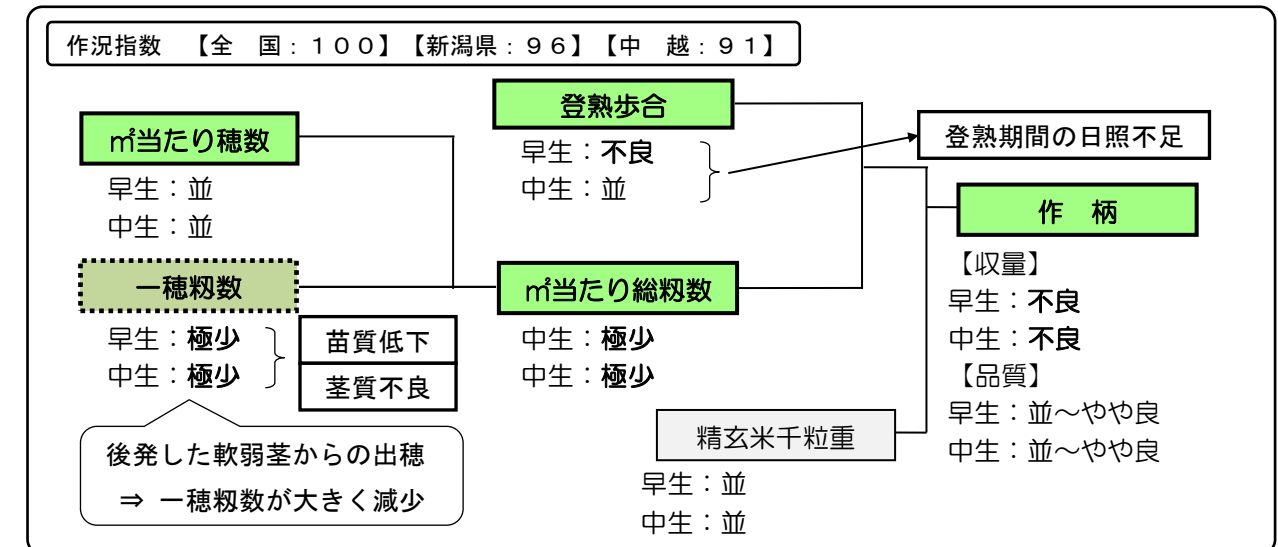 作況指数 【全 国:100】【新潟県:96】【中 越:91】
㎡当たり穂数
早生:並
中生:並
一穂籾数
早生:極少
中生:極少
苗質低下
茎質不良
後発した軟弱茎からの出穂
⇒ 一穂籾数が大きく減少
登熟歩合
早生:不良
中生:並
登熟期間の日照不足
㎡当たり総籾数
中生:極少
中生:極少
精玄米千粒重
早生:並
中生:並
作 柄
【収量】
早生:不良
中生:不良
【品質】
早生:並~やや良
中生:並~やや良